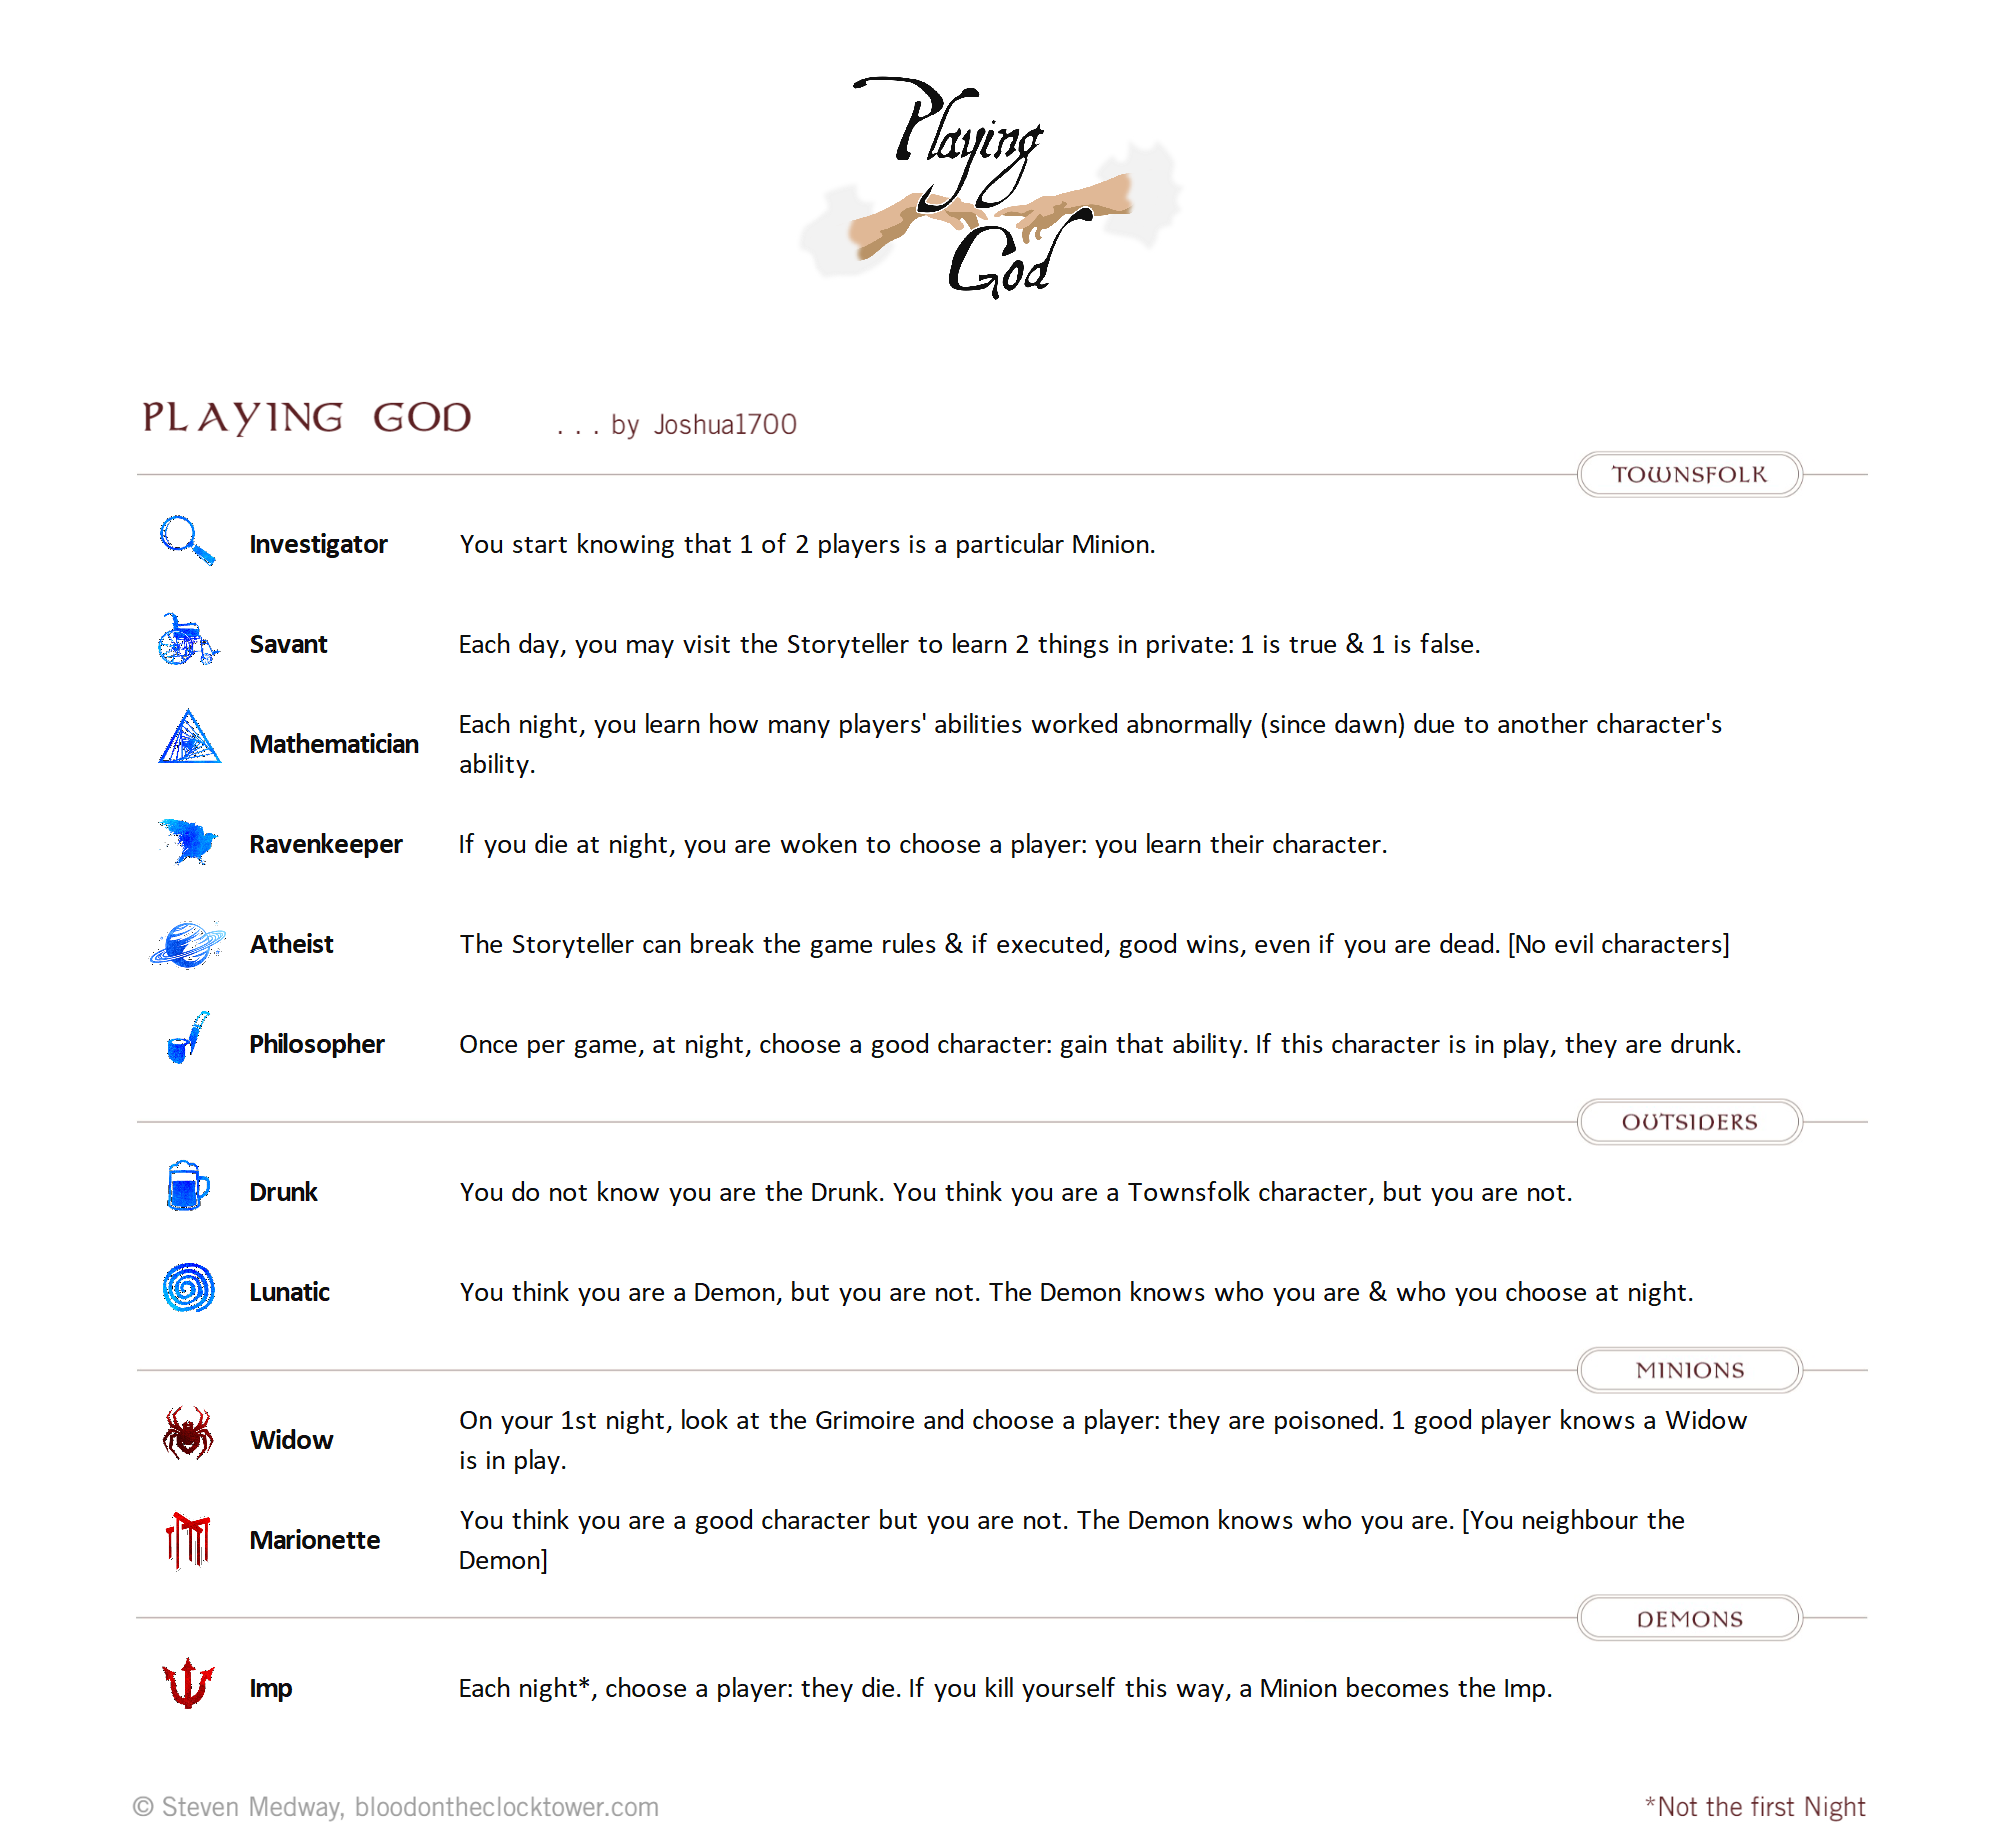 Playing
God
PLAYING GOD . . . by Joshua1700
TOWNSFOLK
Investigator You start knowing that 1 of 2 players is a particular Minion.
Savant Each day, you may visit the Storyteller to learn 2 things in private: 1 is true & 1 is false.
Mathematician Each night, you learn how many players' abilities worked abnormally (since dawn) due to another character's
ability.
Ravenkeeper If you die at night, you are woken to choose a player: you learn their character.
Atheist The Storyteller can break the game rules & if executed, good wins, even if you are dead. [No evil characters]
Philosopher Once per game, at night, choose a good character: gain that ability. If this character is in play, they are drunk.
OUTSIDERS
Drunk You do not know you are the Drunk. You think you are a Townsfolk character, but you are not.
Lunatic You think you are a Demon, but you are not. The Demon knows who you are & who you choose at night.
MINIONS
Widow On your 1st night, look at the Grimoire and choose a player: they are poisoned. 1 good player knows a Widow
is in play.
Marionette You think you are a good character but you are not. The Demon knows who you are. [You neighbour the
Demon]
DEMONS
Imp Each night*, choose a player: they die. If you kill yourself this way, a Minion becomes the Imp.
© Steven Medway, bloodontheclocktower.com *Not the first Night